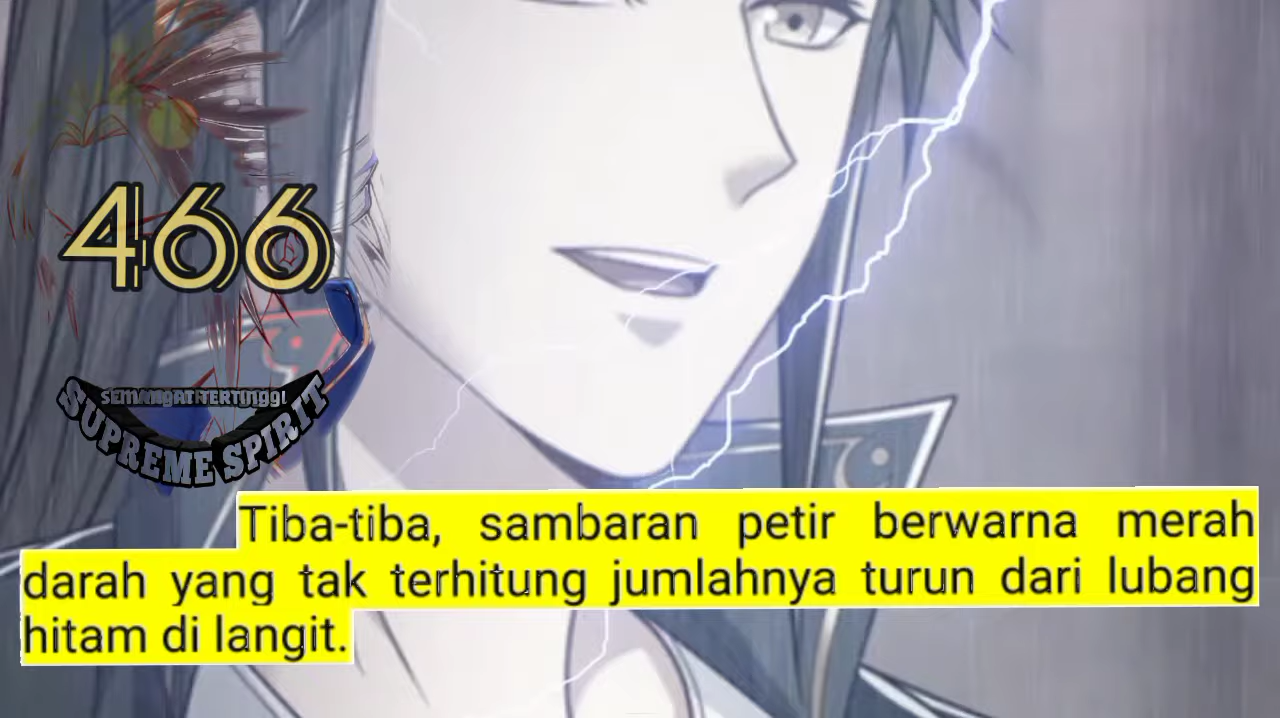 466
SEMANGAT TERTINGGI
SUPREME SPIRIT
Tiba-tiba, sambaran petir berwarna merah
darah yang tak terhitung jumlahnya turun dari lubang
hitam di langit.